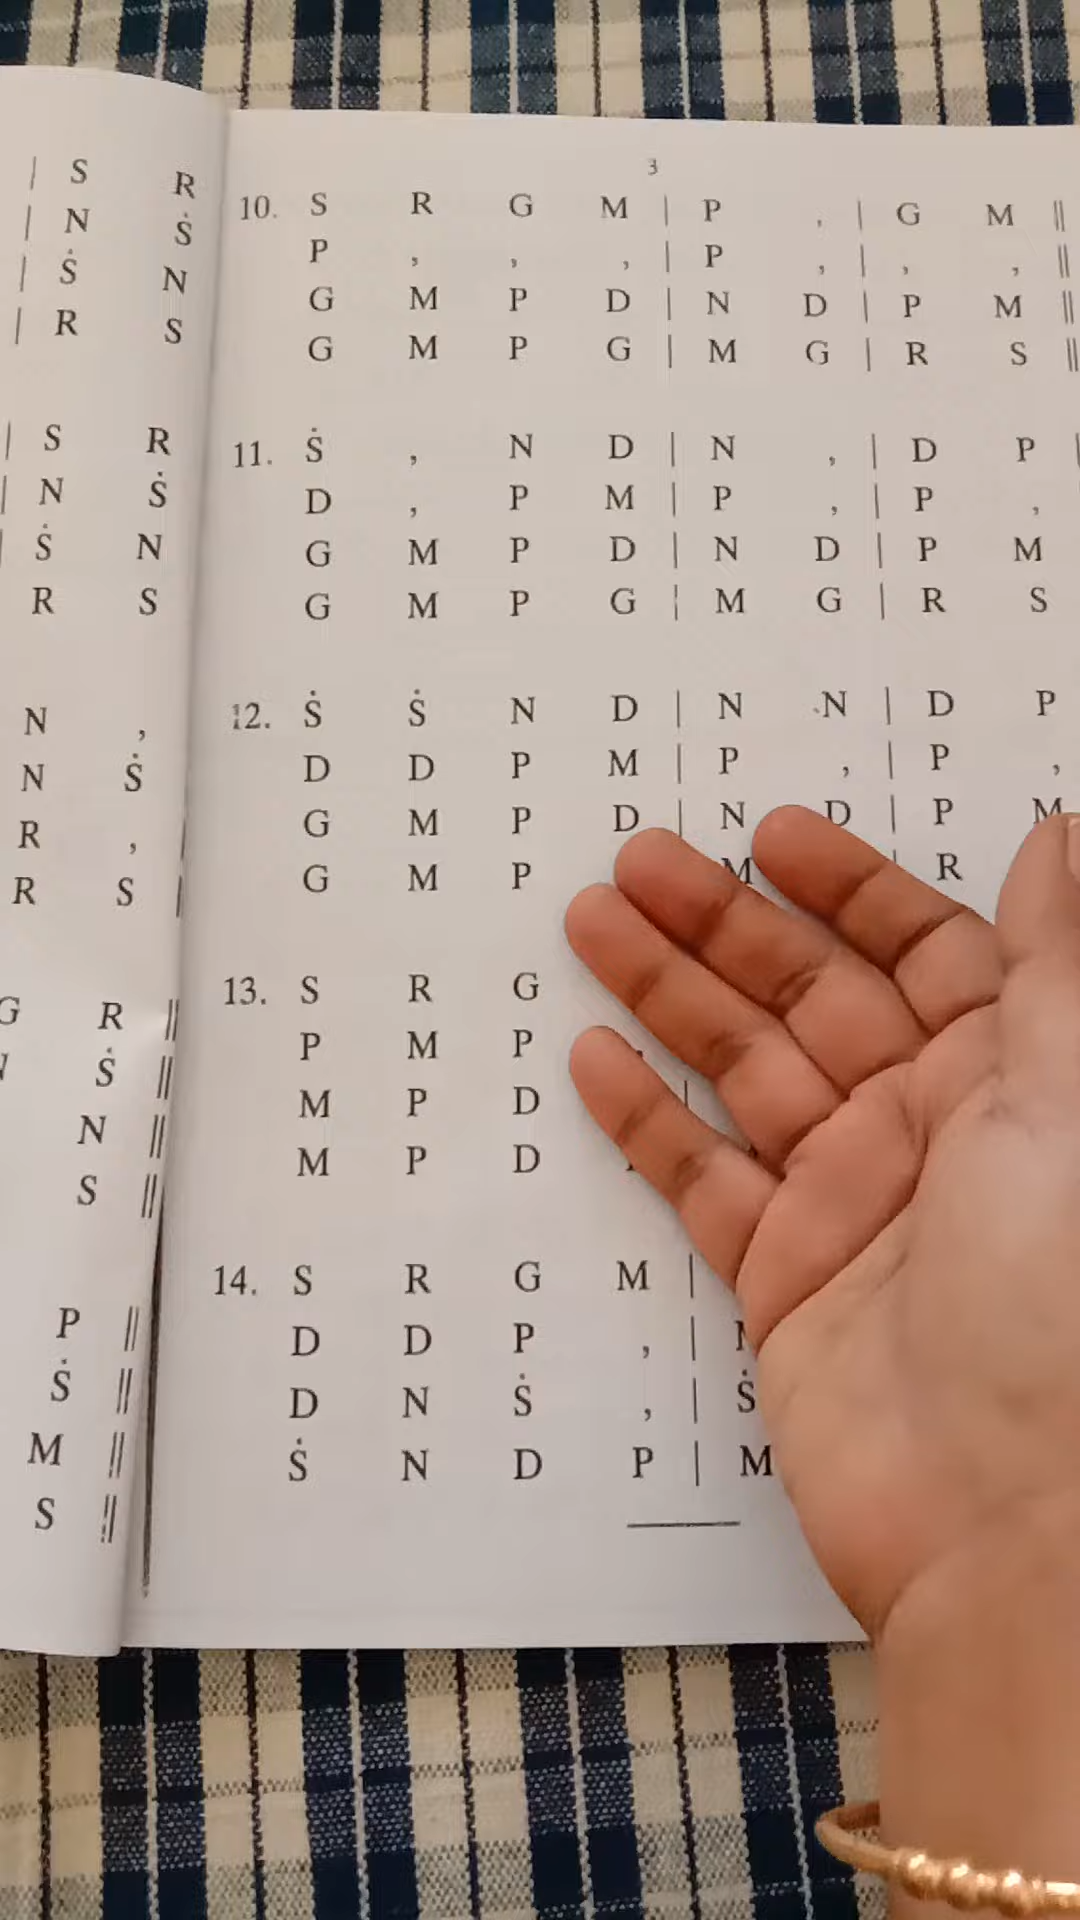 | S R
| N Ṡ
| Ṡ N
| R S
| S R
| N Ṡ
| Ṡ N
R S
N ,
N Ṡ
R ,
R S |
G R ||
Ṡ ||
N ||
S ||
P ||
Ṡ ||
M ||
S ||
3
10. S R G M | P , | G M ||
P , , , | P , | , , ||
G M P D | N D | P M ||
G M P G | M G | R S ||
11. Ṡ , N D | N , | D P |
D , P M | P , | P ,
G M P D | N D | P M
G M P G | M G | R S
12. Ṡ Ṡ N D | N N | D P
D D P M | P , | P ,
G M P D | N D | P M
G M P M | R
13. S R G
P M P
M P D |
M P D
14. S R G M |
D D P , |
D N Ṡ , | Ṡ
Ṡ N D P | M